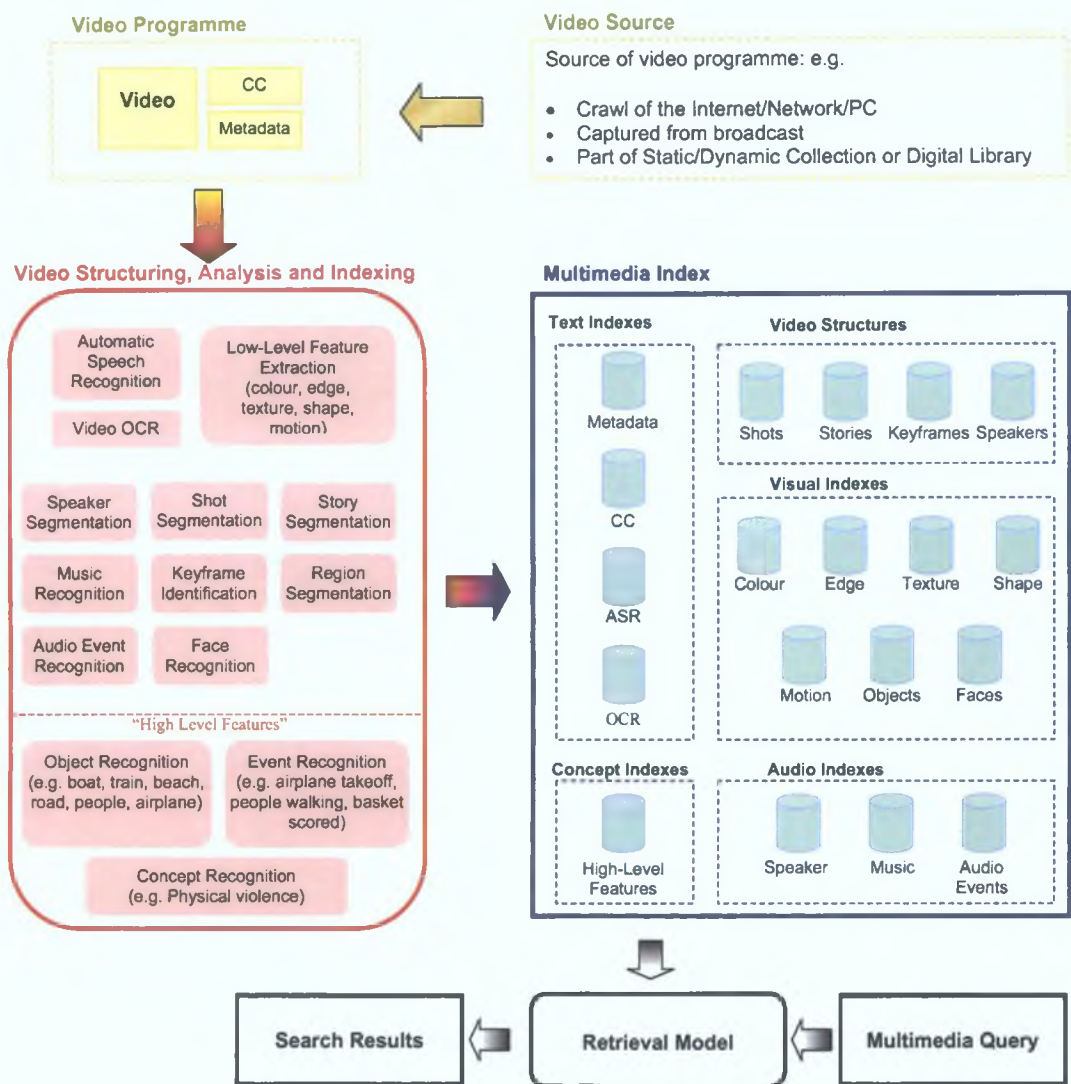 Video Programme
Video
CC
Metadata
Video Source
Source of video programme: e.g.
• Crawl of the Internet/Network/PC
• Captured from broadcast
• Part of Static/Dynamic Collection or Digital Library
Video Structuring, Analysis and Indexing
Automatic
Speech
Recognition
Low-Level Feature
Extraction
(colour, edge,
texture, shape,
motion)
Video OCR
Speaker
Segmentation
Shot
Segmentation
Story
Segmentation
Music
Recognition
Keyframe
Identification
Region
Segmentation
Audio Event
Recognition
Face
Recognition
“High Level Features”
Object Recognition
(e.g. boat, train, beach,
road, people, airplane)
Event Recognition
(e.g. airplane takeoff,
people walking, basket
scored)
Concept Recognition
(e.g. Physical violence)
Multimedia Index
Text Indexes
Metadata
CC
ASR
OCR
Video Structures
Shots
Stories
Keyframes
Speakers
Visual Indexes
Colour
Edge
Texture
Shape
Motion
Objects
Faces
Concept Indexes
High-Level
Features
Audio Indexes
Speaker
Music
Audio
Events
Search Results
Retrieval Model
Multimedia Query